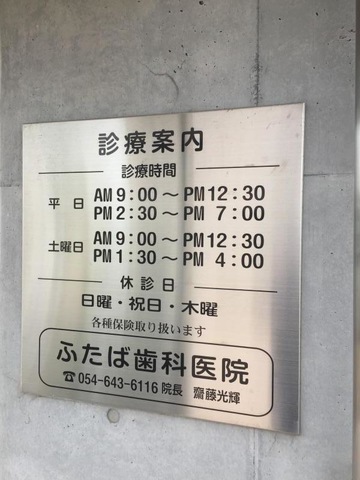 診療案内
診療時間
平 日 AM 9:00 ～ PM 12:30
PM 2:30 ～ PM 7:00
土曜日 AM 9:00 ～ PM 12:30
PM 1:30 ～ PM 4:00
休 診 日
日曜・祝日・木曜
各種保険取り扱います
ふたば歯科医院
☎054-643-6116 院長 齋藤光輝